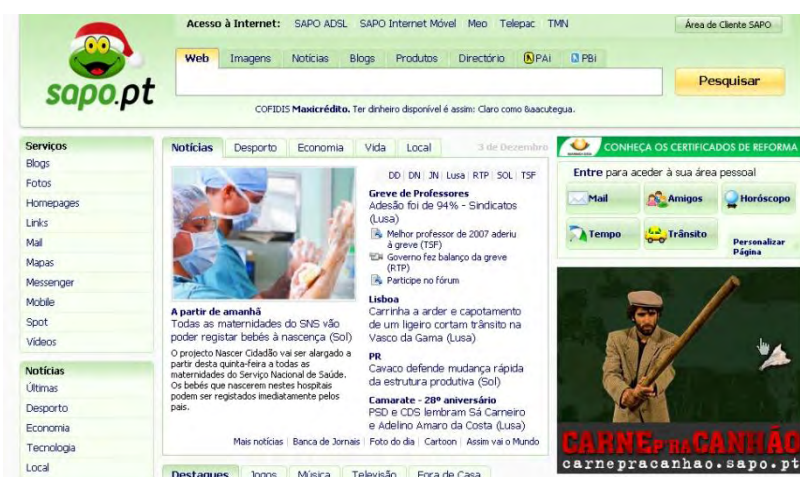 Acesso à Internet: SAPO ADSL SAPO Internet Móvel Meo Telepac TMN
Área de Cliente SAPO
Web Imagens Notícias Blogs Produtos Directório PAI PBI
Pesquisar
sapo.pt
COFIDIS Maxicrédito. Ter dinheiro disponível é assim: Claro como &aacutegua.
Serviços
Blogs
Fotos
Homepages
Links
Mail
Mapas
Messenger
Mobile
Spot
Vídeos
Notícias
Últimas
Desporto
Economia
Tecnologia
Local
Notícias Desporto Economia Vida Local 3 de Dezembro
DD DN JN Lusa RTP SOL TSF
A partir de amanhã
Todas as maternidades do SNS vão
poder registar bebés à nascença (Sol)
O projecto Nascer Cidadão vai ser alargado a
partir desta quinta-feira a todas as
maternidades do Serviço Nacional de Saúde.
Os bebés que nascerem nestes hospitais
podem ser registados imediatamente pelos
pais.
Greve de Professores
Adesão foi de 94% - Sindicatos
(Lusa)
Melhor professor de 2007 aderiu
à greve (TSF)
Governo fez balanço da greve
(RTP)
Participe no fórum
Lisboa
Carrinha a arder e capotamento
de um ligeiro cortam trânsito na
Vasco da Gama (Lusa)
PR
Cavaco defende mudança rápida
da estrutura produtiva (Sol)
Camarate - 28º aniversário
PSD e CDS lembram Sá Carneiro
e Adelino Amaro da Costa (Lusa)
Mais notícias Banca de Jornais Foto do dia Cartoon Assim vai o Mundo
Destaques Jogos Música Televisão Fora de Casa
CONHEÇA OS CERTIFICADOS DE REFORMA
Entre para aceder à sua área pessoal
Mail Amigos Horóscopo
Tempo Trânsito Personalizar
Página
CARNE P'RA CANHÃO
carnepracanhao.sapo.pt